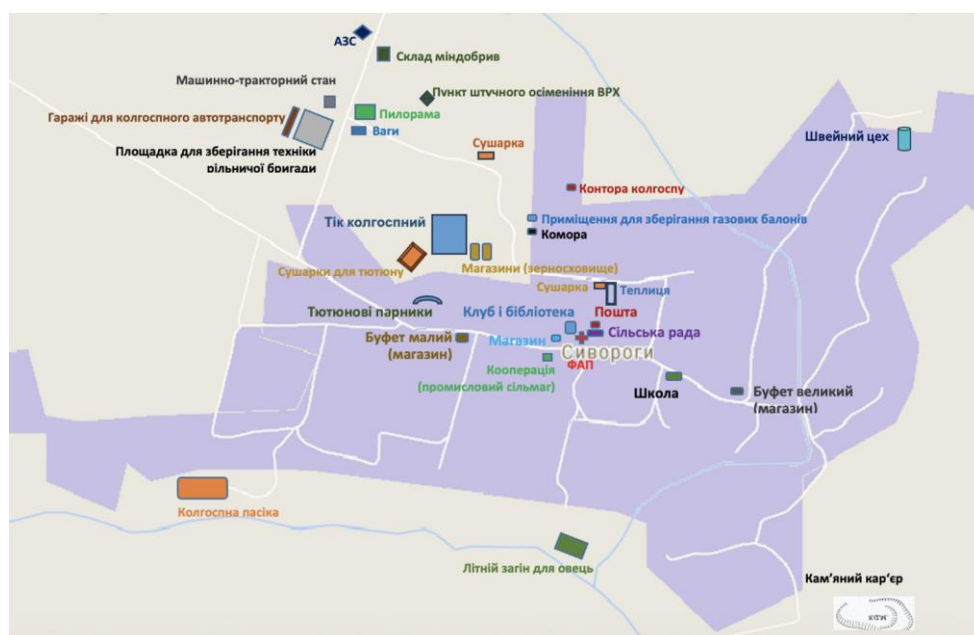 АЗС
Склад міндобрив
Машинно-тракторний стан
Пункт штучного осіменіння ВРХ
Гаражі для колгоспного автотранспорту
Пилорама
Ваги
Площадка для зберігання техніки
рільничої бригади
Сушарка
Швейний цех
Контора колгоспу
Тік колгоспний
Приміщення для зберігання газових балонів
Комора
Сушарки для тютюну
Магазини (зерносховище)
Сушарка
Теплиця
Тютюнові парники
Клуб і бібліотека
Пошта
Сільська рада
Буфет малий
(магазин)
Магазин
Сивороги
ФАП
Кооперація
(промисловий сільмаг)
Школа
Буфет великий
(магазин)
Колгоспна пасіка
Літній загін для овець
Кам’яний кар‘єр